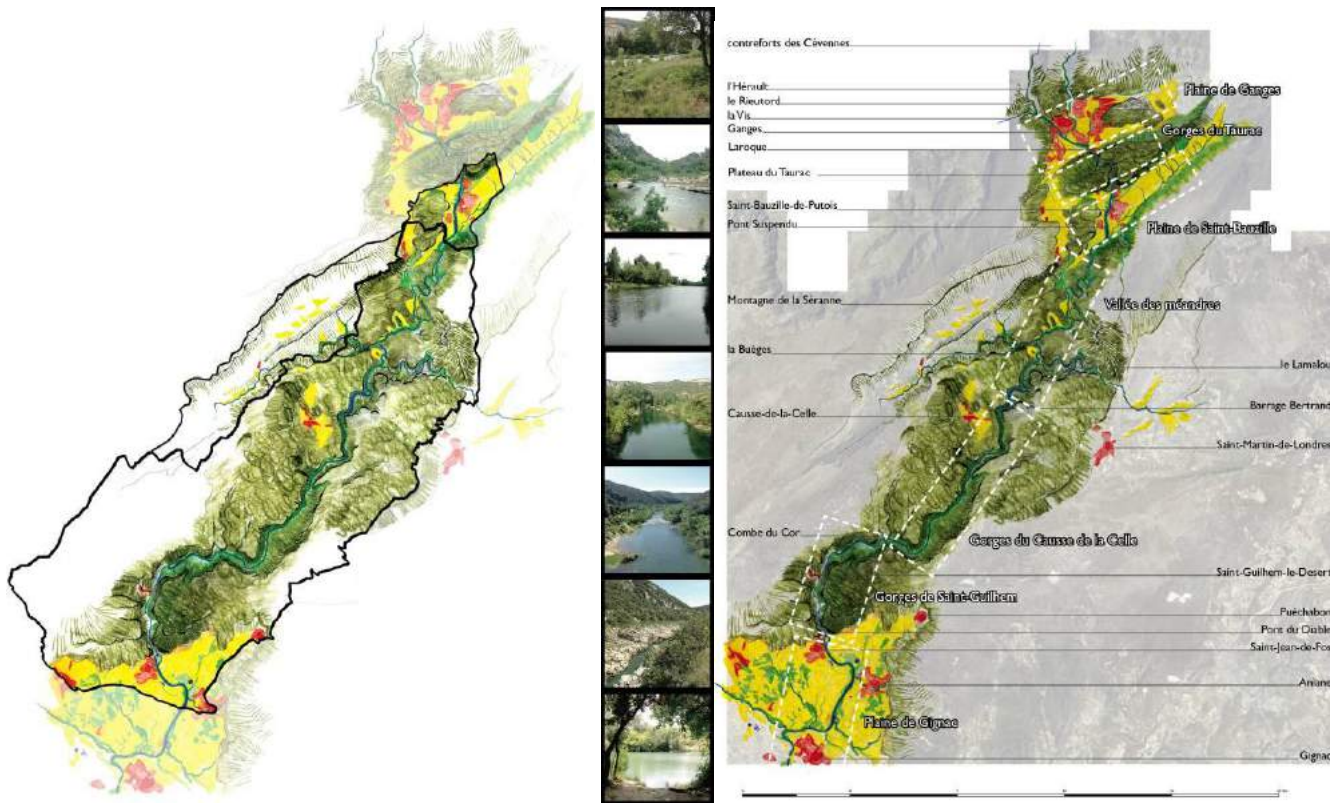 contreforts des Cévennes
l'Hérault
le Rieutord
la Vis
Ganges
Laroque
Plateau du Taurac
Saint-Bauzille-de-Putois
Pont Suspendu
Montagne de la Séranne
la Buèges
Causse-de-la-Celle
Combe du Cor
Plaine de Ganges
Gorges du Taurac
Plaine de Saint-Bauzille
Vallée des méandres
le Lamalou
Barrage Bertrand
Saint-Martin-de-Londres
Gorges du Causse de la Celle
Saint-Guilhem-le-Desert
Gorges de Saint-Guilhem
Puéchabon
Pont du Diable
Saint-Jean-de-Fos
Aniane
Plaine de Gignac
Gignac